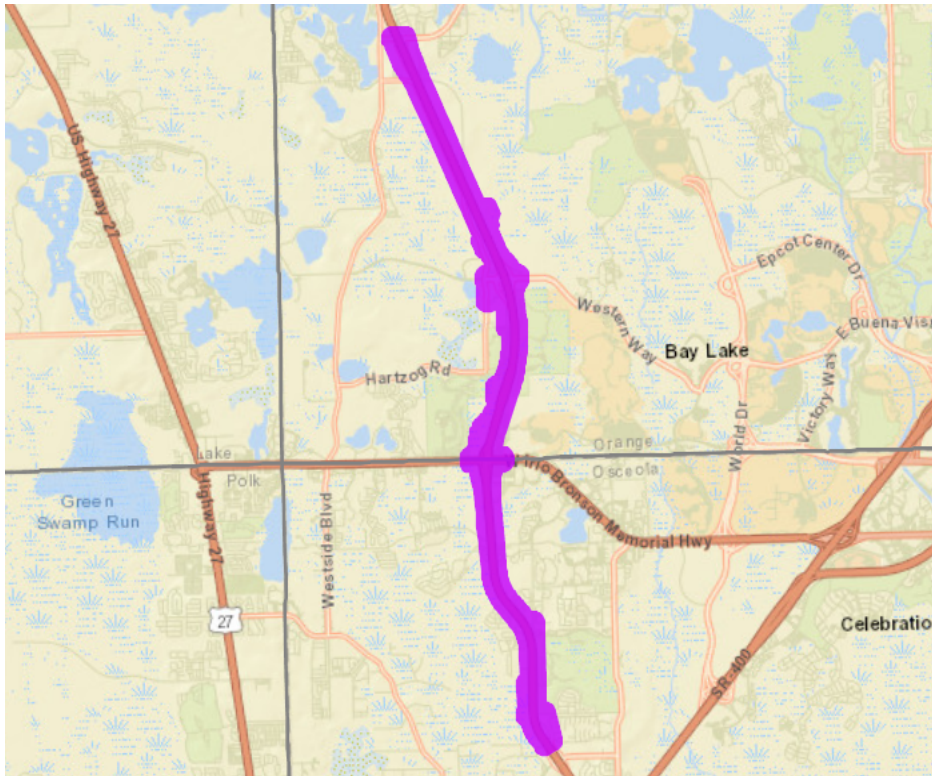 US Highway 27
Epcot Center Dr
Western Way
E Buena Vis
Bay Lake
Hartzog Rd
Victory Way
World Dr
Lake
Orange
Polk
Osceola
Bronson Memorial Hwy
Green
Swamp Run
Highway 27
Westside Blvd
27
Celebratio
SR-400